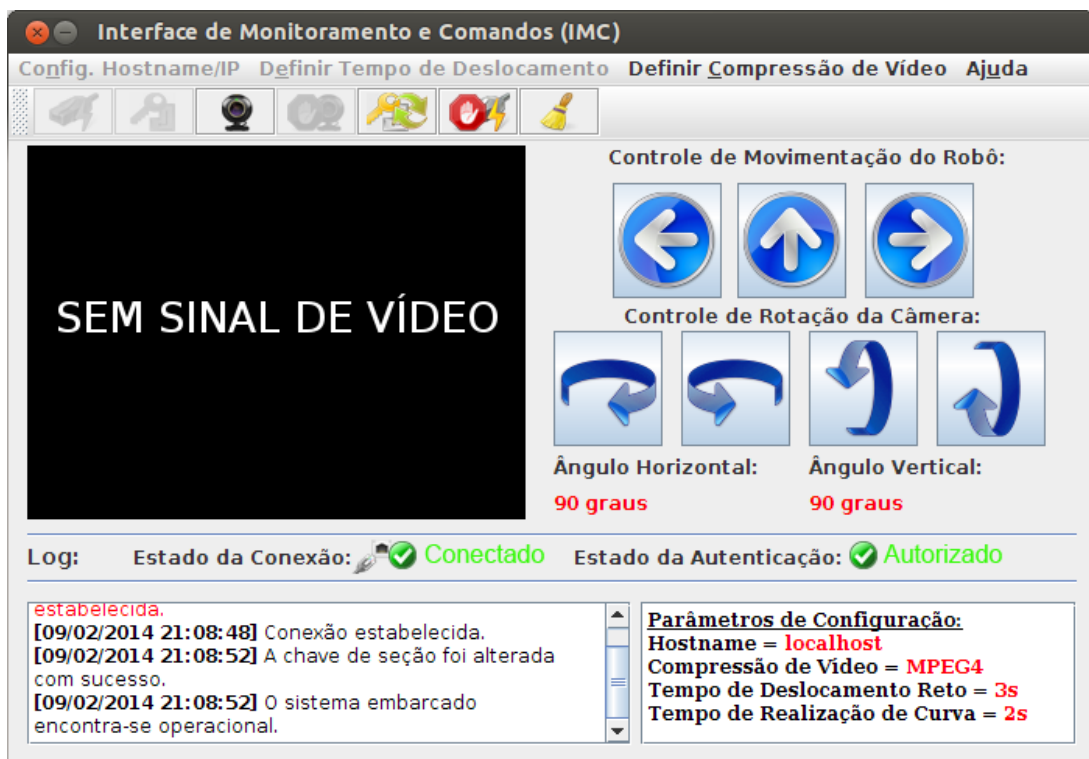 Interface de Monitoramento e Comandos (IMC)
Config. Hostname/IP Definir Tempo de Deslocamento Definir Compressão de Vídeo Ajuda
Controle de Movimentação do Robô:
SEM SINAL DE VÍDEO
Controle de Rotação da Câmera:
Ângulo Horizontal: Ângulo Vertical:
90 graus 90 graus
Log: Estado da Conexão: Conectado Estado da Autenticação: Autorizado
estabelecida.
[09/02/2014 21:08:48] Conexão estabelecida.
[09/02/2014 21:08:52] A chave de seção foi alterada
com sucesso.
[09/02/2014 21:08:52] O sistema embarcado
encontra-se operacional.
Parâmetros de Configuração:
Hostname = localhost
Compressão de Vídeo = MPEG4
Tempo de Deslocamento Reto = 3s
Tempo de Realização de Curva = 2s